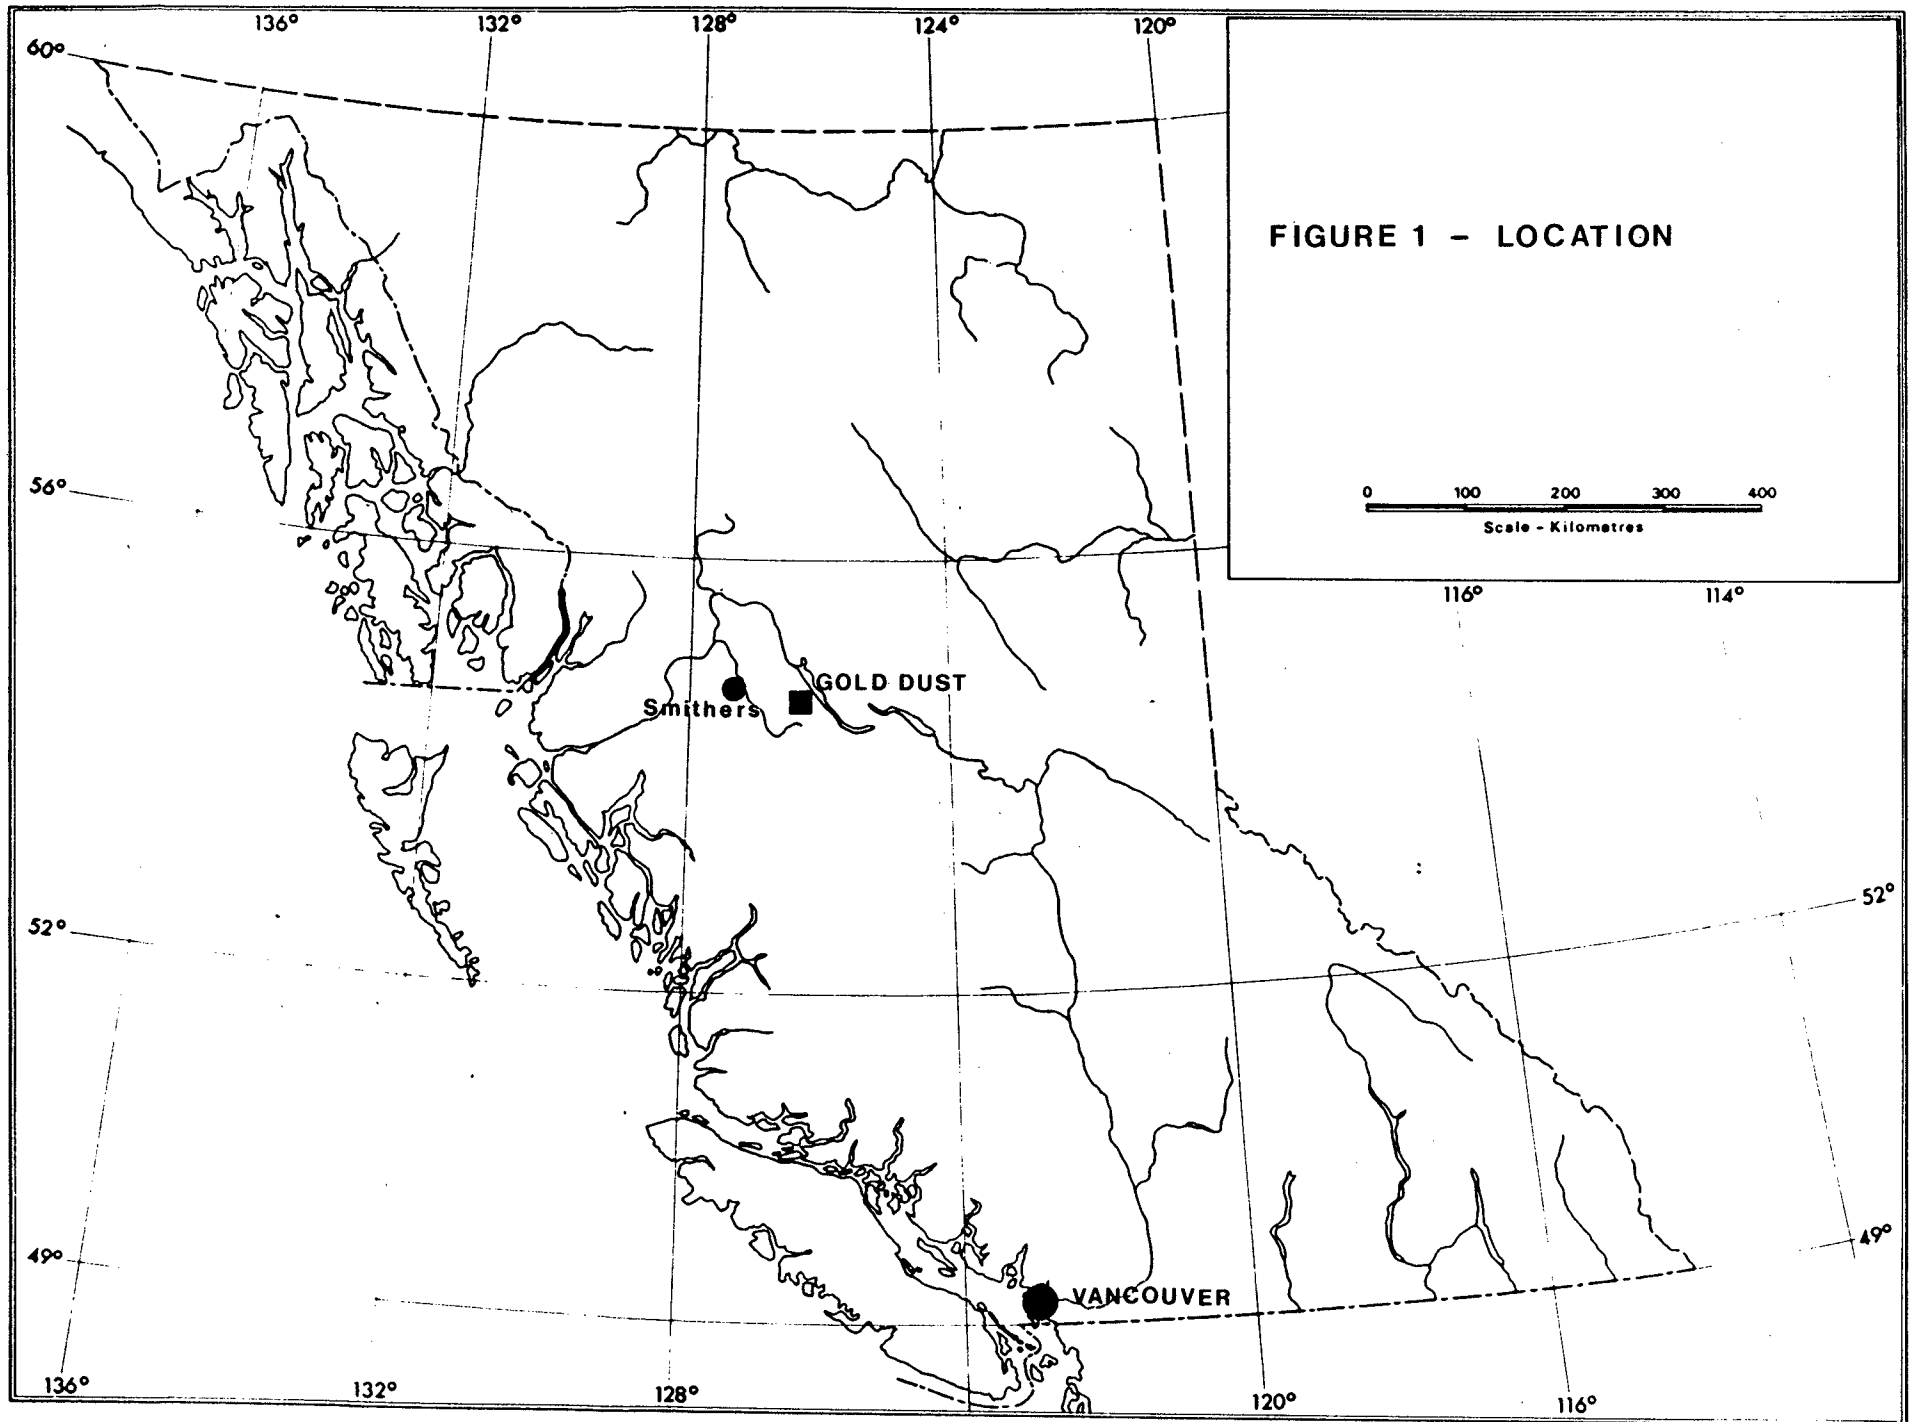 136° 132° 128° 124° 120°
60°
FIGURE 1 – LOCATION
56°
0 100 200 300 400
Scale - Kilometres
116° 114°
GOLD DUST
Smithers
52°
52°
49°
49°
VANCOUVER
136° 132° 128° 120° 116°